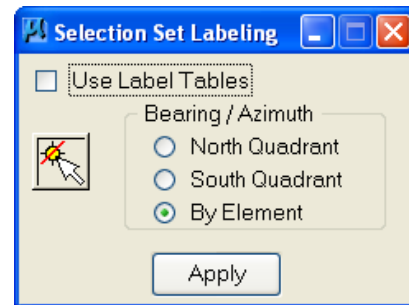 Selection Set Labeling
Use Label Tables
Bearing / Azimuth
North Quadrant
South Quadrant
By Element
Apply